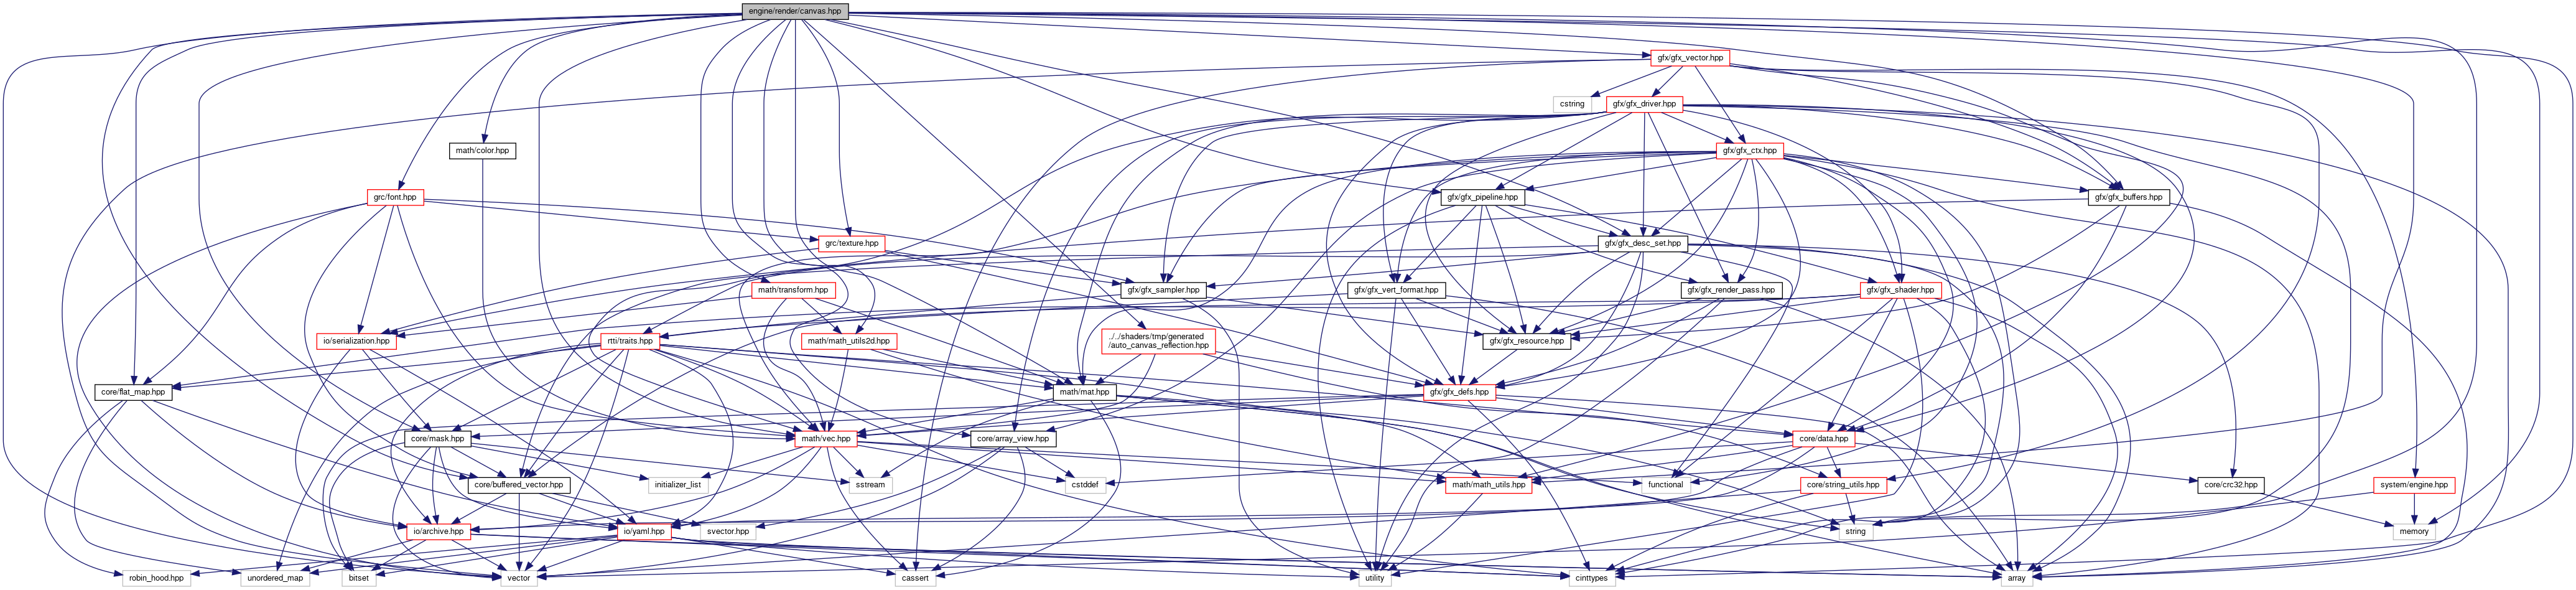 engine/render/canvas.hpp
gfx/gfx_vector.hpp
cstring
gfx/gfx_driver.hpp
math/color.hpp
gfx/gfx_ctx.hpp
grc/font.hpp
gfx/gfx_pipeline.hpp
gfx/gfx_buffers.hpp
grc/texture.hpp
gfx/gfx_desc_set.hpp
math/transform.hpp
gfx/gfx_sampler.hpp
gfx/gfx_vert_format.hpp
gfx/gfx_render_pass.hpp
gfx/gfx_shader.hpp
io/serialization.hpp
rtti/traits.hpp
math/math_utils2d.hpp
../../shaders/tmp/generated
/auto_canvas_reflection.hpp
gfx/gfx_resource.hpp
core/flat_map.hpp
math/mat.hpp
gfx/gfx_defs.hpp
core/mask.hpp
math/vec.hpp
core/array_view.hpp
core/data.hpp
core/buffered_vector.hpp
initializer_list
sstream
cstddef
math/math_utils.hpp
functional
core/string_utils.hpp
core/crc32.hpp
system/engine.hpp
io/archive.hpp
io/yaml.hpp
svector.hpp
string
memory
robin_hood.hpp
unordered_map
bitset
vector
cassert
utility
cinttypes
array